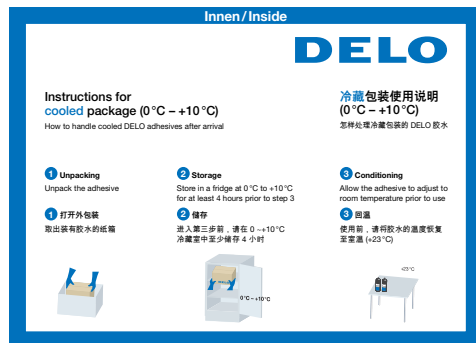 Innen/Inside
DELO
Instructions for
cooled package (0°C – +10°C)
How to handle cooled DELO adhesives after arrival
冷藏包装使用说明
(0°C – +10°C)
怎样处理冷藏包装的 DELO 胶水
1 Unpacking
Unpack the adhesive
2 Storage
Store in a fridge at 0°C to +10°C
for at least 4 hours prior to step 3
3 Conditioning
Allow the adhesive to adjust to
room temperature prior to use
1 打开外包装
取出装有胶水的纸箱
2 储存
进入第三步前，请在 0 ~+10°C
冷藏室中至少储存 4 小时
3 回温
使用前，请将胶水的温度恢复
至室温 (+23°C)
0°C – +10°C
+23°C